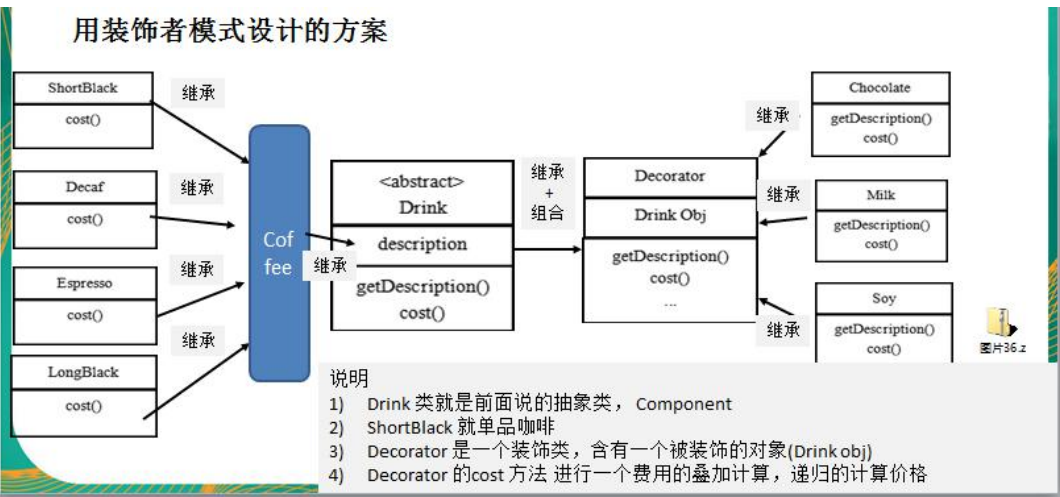 用装饰者模式设计的方案
ShortBlack
cost()
继承
Decaf
cost()
继承
Espresso
cost()
继承
LongBlack
cost()
继承
Cof
fee
继承
<abstract>
Drink
description
getDescription()
cost()
继承
+
组合
Decorator
Drink Obj
getDescription()
cost()
...
继承
Chocolate
getDescription()
cost()
继承
Milk
getDescription()
cost()
继承
Soy
getDescription()
cost()
图片36.z
说明
1) Drink 类就是前面说的抽象类， Component
2) ShortBlack 就单品咖啡
3) Decorator 是一个装饰类，含有一个被装饰的对象(Drink obj)
4) Decorator 的cost 方法 进行一个费用的叠加计算，递归的计算价格